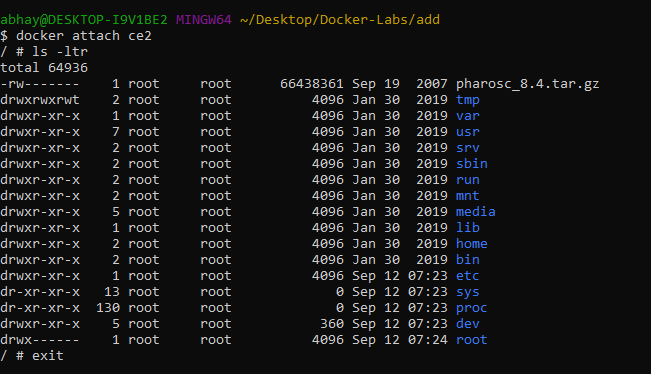 abhay@DESKTOP-I9V1BE2 MINGW64 ~/Desktop/Docker-Labs/add
$ docker attach ce2
/ # ls -ltr
total 64936
-rw------- 1 root root 66438361 Sep 19 2007 pharosc_8.4.tar.gz
drwxrwxrwt 2 root root 4096 Jan 30 2019 tmp
drwxr-xr-x 1 root root 4096 Jan 30 2019 var
drwxr-xr-x 7 root root 4096 Jan 30 2019 usr
drwxr-xr-x 2 root root 4096 Jan 30 2019 srv
drwxr-xr-x 2 root root 4096 Jan 30 2019 sbin
drwxr-xr-x 2 root root 4096 Jan 30 2019 run
drwxr-xr-x 2 root root 4096 Jan 30 2019 mnt
drwxr-xr-x 5 root root 4096 Jan 30 2019 media
drwxr-xr-x 1 root root 4096 Jan 30 2019 lib
drwxr-xr-x 2 root root 4096 Jan 30 2019 home
drwxr-xr-x 2 root root 4096 Jan 30 2019 bin
drwxr-xr-x 1 root root 4096 Sep 12 07:23 etc
dr-xr-xr-x 13 root root 0 Sep 12 07:23 sys
dr-xr-xr-x 130 root root 0 Sep 12 07:23 proc
drwxr-xr-x 5 root root 360 Sep 12 07:23 dev
drwx------ 1 root root 4096 Sep 12 07:24 root
/ # exit